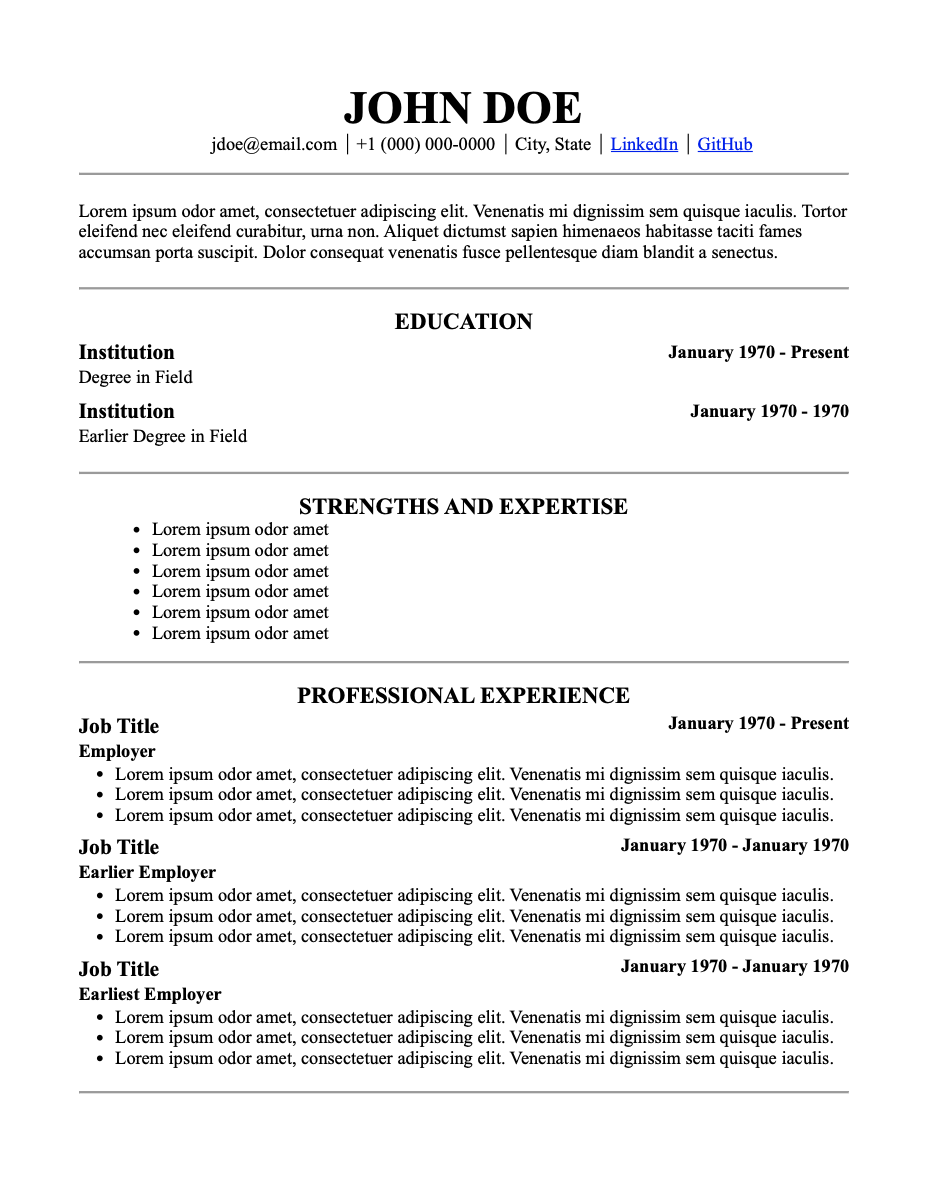 JOHN DOE
jdoe@email.com │ +1 (000) 000-0000 │ City, State │ LinkedIn │ GitHub
Lorem ipsum odor amet, consectetuer adipiscing elit. Venenatis mi dignissim sem quisque iaculis. Tortor
eleifend nec eleifend curabitur, urna non. Aliquet dictumst sapien himenaeos habitasse taciti fames
accumsan porta suscipit. Dolor consequat venenatis fusce pellentesque diam blandit a senectus.
EDUCATION
Institution January 1970 - Present
Degree in Field
Institution January 1970 - 1970
Earlier Degree in Field
STRENGTHS AND EXPERTISE
• Lorem ipsum odor amet
• Lorem ipsum odor amet
• Lorem ipsum odor amet
• Lorem ipsum odor amet
• Lorem ipsum odor amet
• Lorem ipsum odor amet
PROFESSIONAL EXPERIENCE
Job Title January 1970 - Present
Employer
• Lorem ipsum odor amet, consectetuer adipiscing elit. Venenatis mi dignissim sem quisque iaculis.
• Lorem ipsum odor amet, consectetuer adipiscing elit. Venenatis mi dignissim sem quisque iaculis.
• Lorem ipsum odor amet, consectetuer adipiscing elit. Venenatis mi dignissim sem quisque iaculis.
Job Title January 1970 - January 1970
Earlier Employer
• Lorem ipsum odor amet, consectetuer adipiscing elit. Venenatis mi dignissim sem quisque iaculis.
• Lorem ipsum odor amet, consectetuer adipiscing elit. Venenatis mi dignissim sem quisque iaculis.
• Lorem ipsum odor amet, consectetuer adipiscing elit. Venenatis mi dignissim sem quisque iaculis.
Job Title January 1970 - January 1970
Earliest Employer
• Lorem ipsum odor amet, consectetuer adipiscing elit. Venenatis mi dignissim sem quisque iaculis.
• Lorem ipsum odor amet, consectetuer adipiscing elit. Venenatis mi dignissim sem quisque iaculis.
• Lorem ipsum odor amet, consectetuer adipiscing elit. Venenatis mi dignissim sem quisque iaculis.